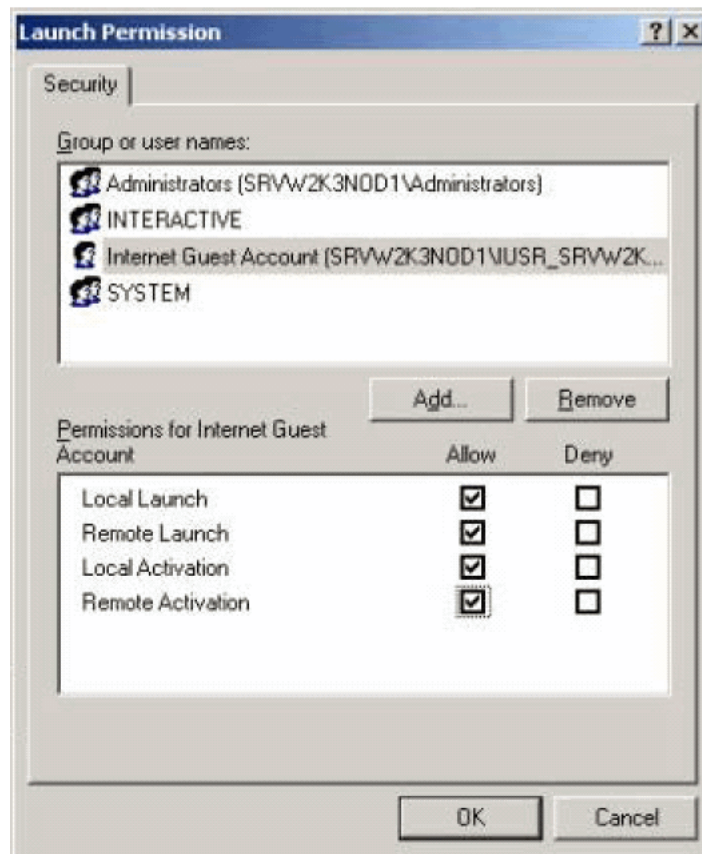 Launch Permission
Security
Group or user names:
Administrators (SRVW2K3NOD1\Administrators)
INTERACTIVE
Internet Guest Account (SRVW2K3NOD1\IUSR_SRVW2K...
SYSTEM
Add...
Remove
Permissions for Internet Guest
Account
Allow
Deny
Local Launch
Remote Launch
Local Activation
Remote Activation
OK
Cancel